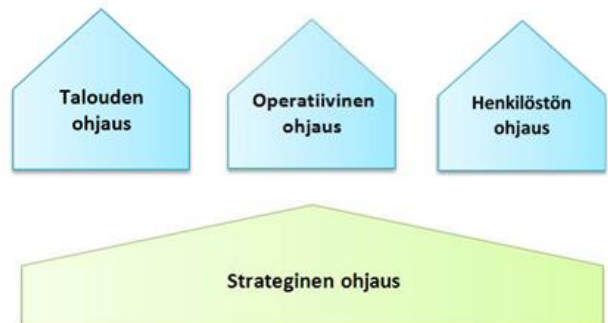 Talouden
ohjaus
Operatiivinen
ohjaus
Henkilöstön
ohjaus
Strateginen ohjaus